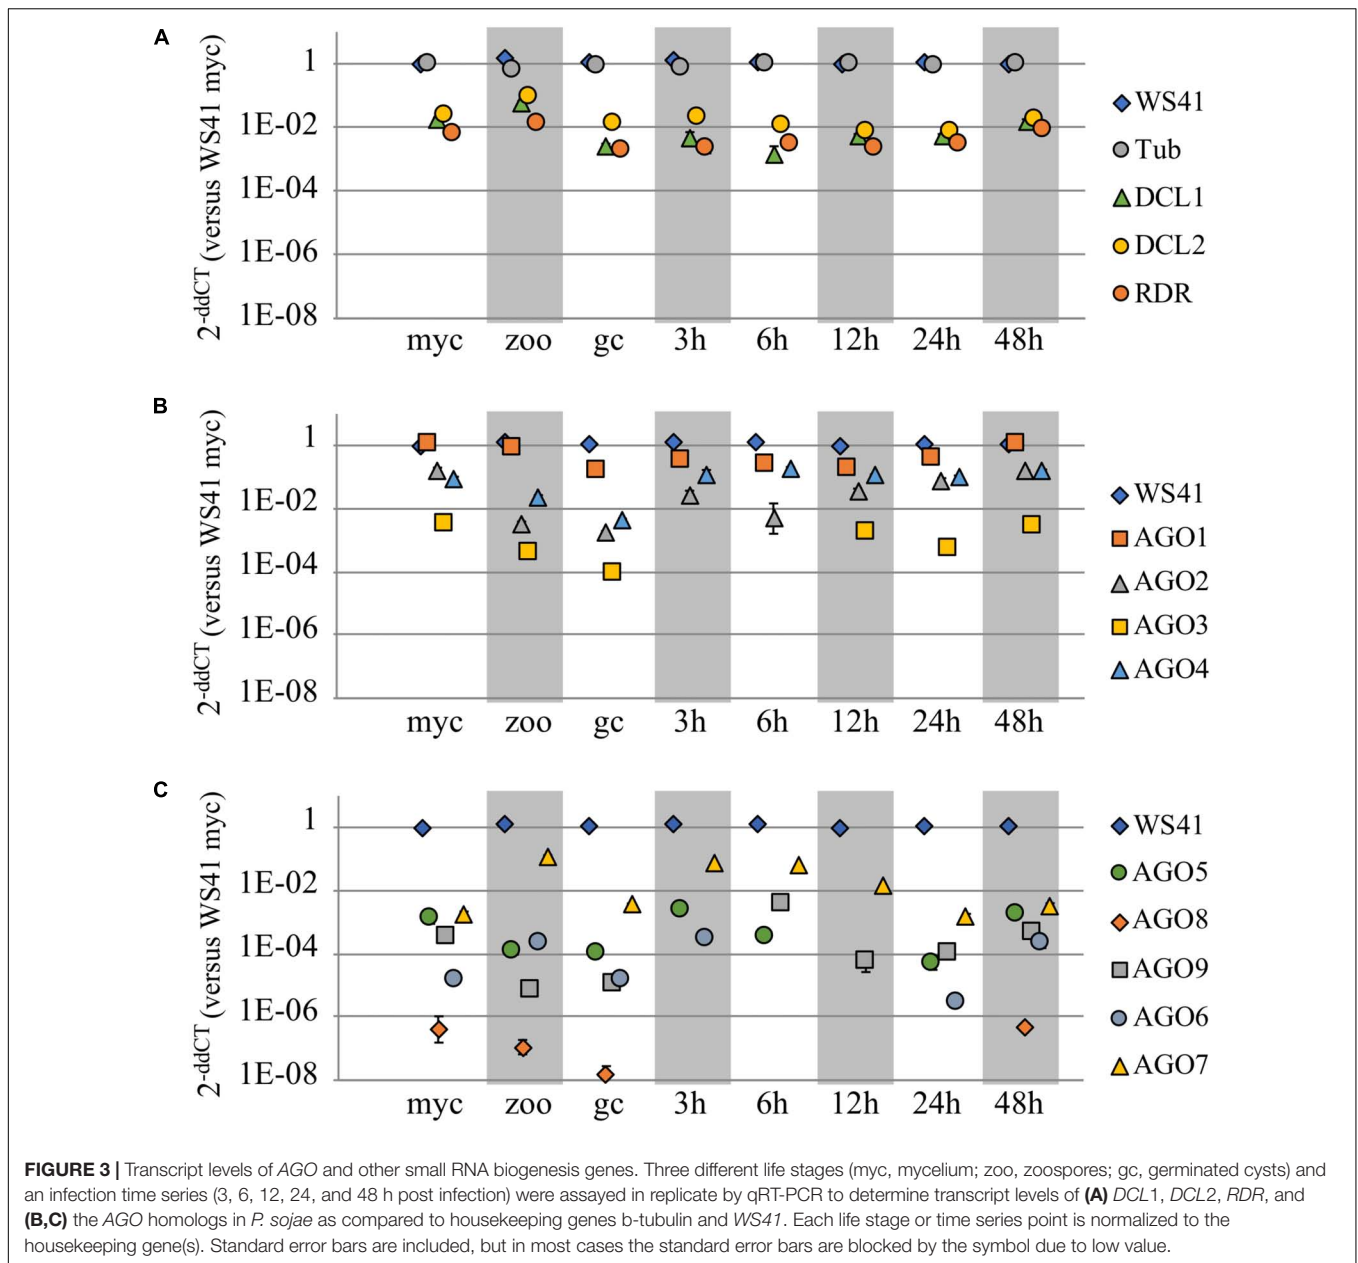 A
2-ddCT (versus WS41 myc)
1
1E-02
1E-04
1E-06
1E-08
myc zoo gc 3h 6h 12h 24h 48h
WS41
Tub
DCL1
DCL2
RDR
B
2-ddCT (versus WS41 myc)
1
1E-02
1E-04
1E-06
1E-08
myc zoo gc 3h 6h 12h 24h 48h
WS41
AGO1
AGO2
AGO3
AGO4
C
2-ddCT (versus WS41 myc)
1
1E-02
1E-04
1E-06
1E-08
myc zoo gc 3h 6h 12h 24h 48h
WS41
AGO5
AGO8
AGO9
AGO6
AGO7
FIGURE 3 | Transcript levels of AGO and other small RNA biogenesis genes. Three different life stages (myc, mycelium; zoo, zoospores; gc, germinated cysts) and
an infection time series (3, 6, 12, 24, and 48 h post infection) were assayed in replicate by qRT-PCR to determine transcript levels of (A) DCL1, DCL2, RDR, and
(B,C) the AGO homologs in P. sojae as compared to housekeeping genes b-tubulin and WS41. Each life stage or time series point is normalized to the
housekeeping gene(s). Standard error bars are included, but in most cases the standard error bars are blocked by the symbol due to low value.